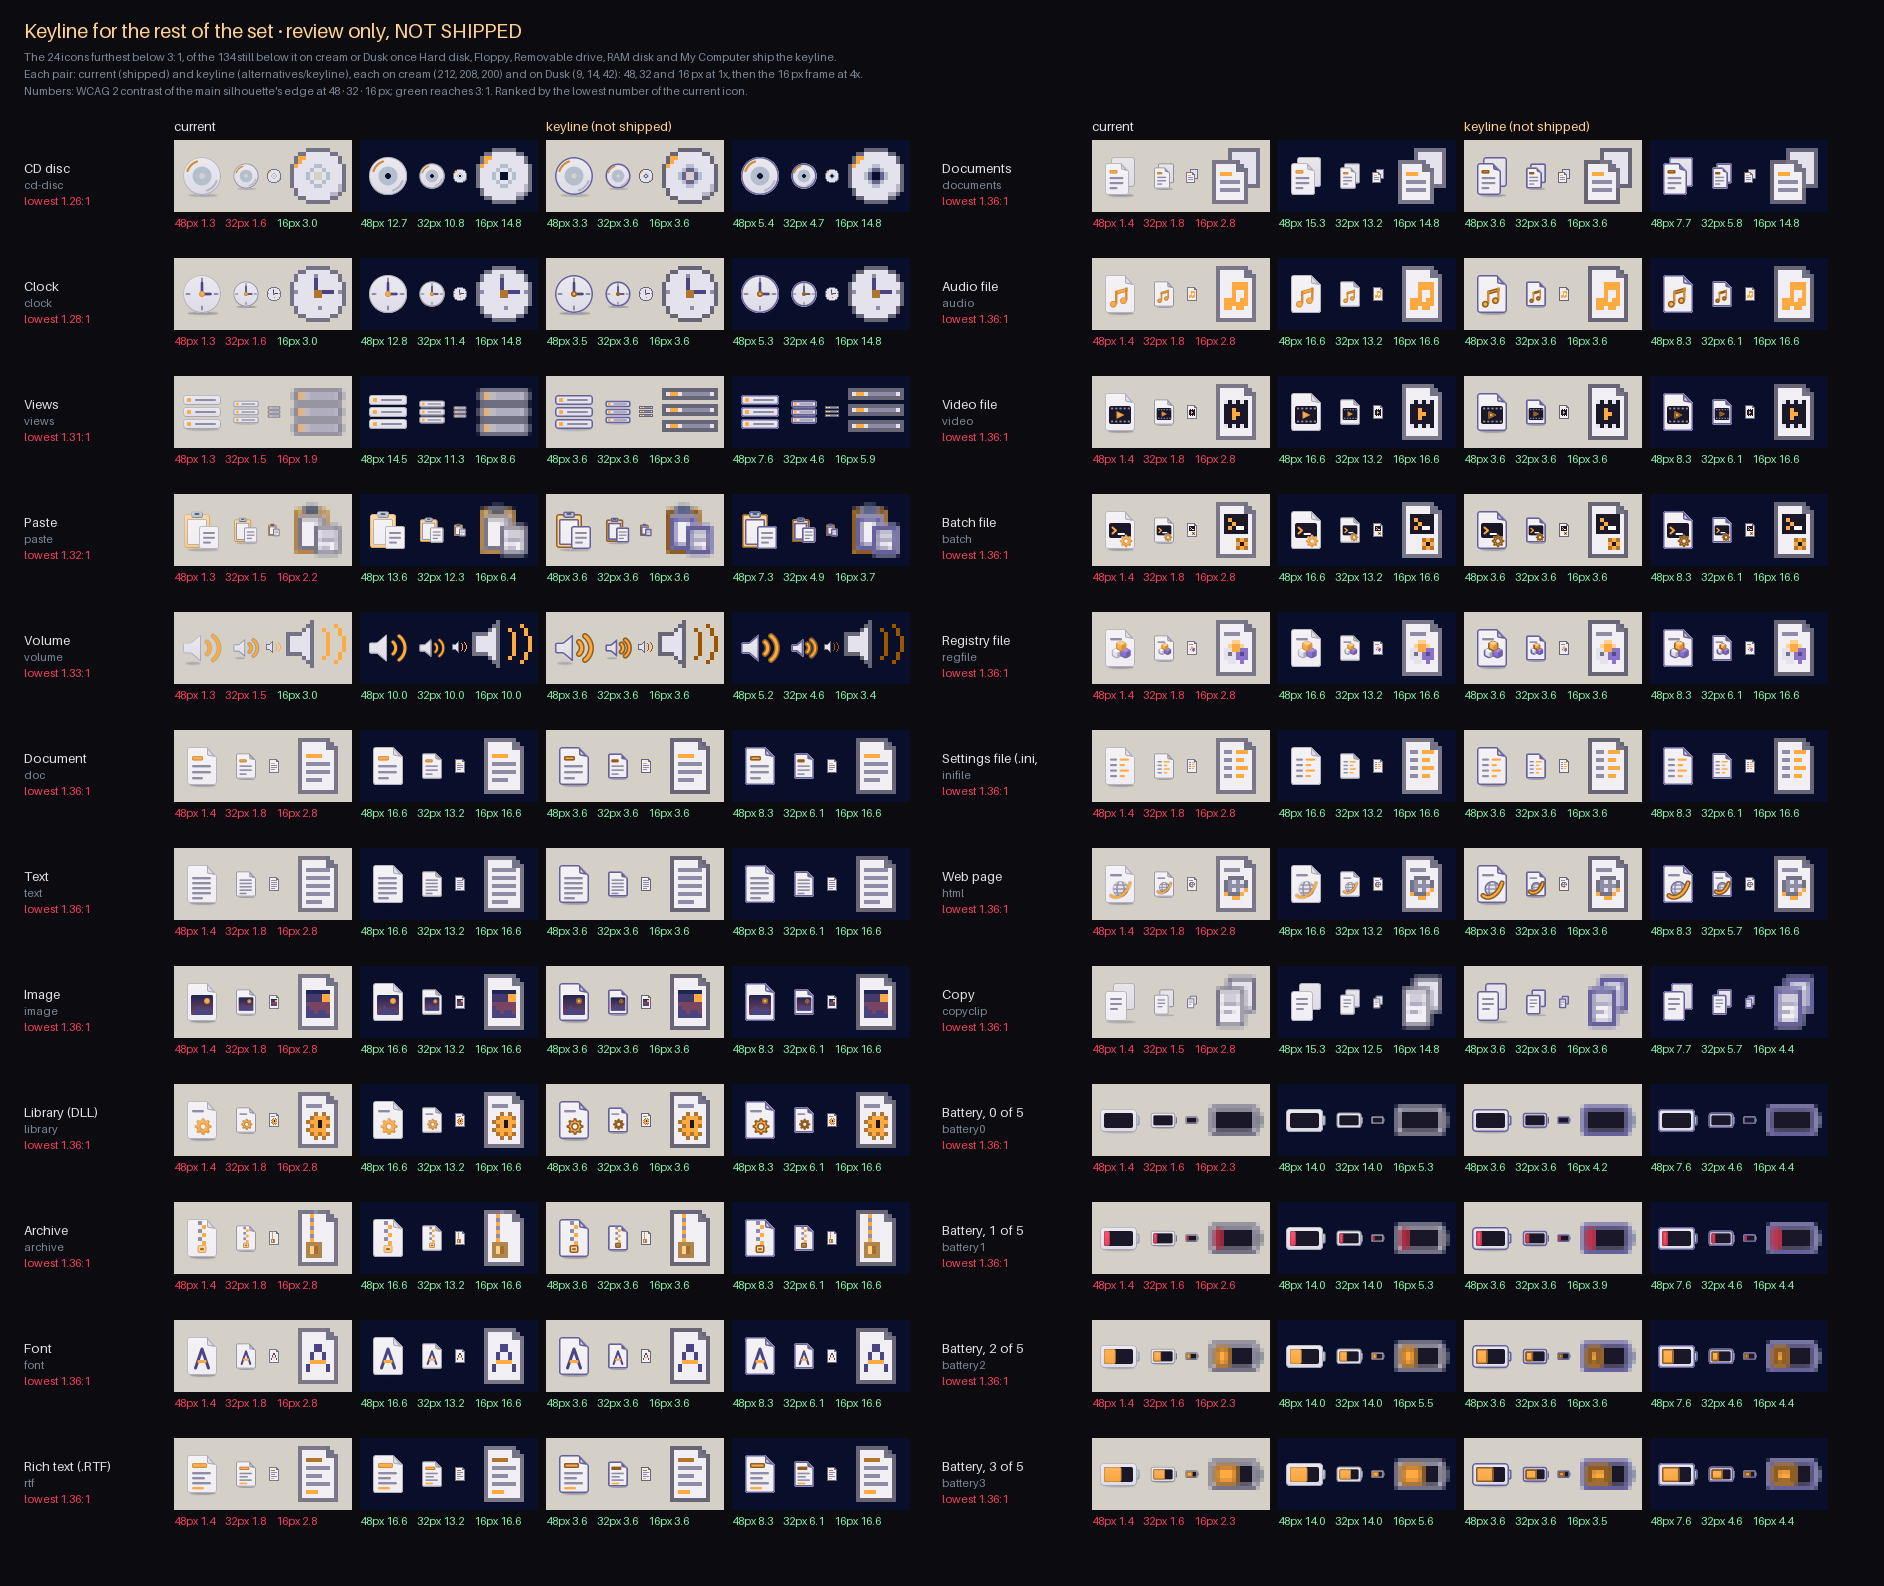 Keyline for the rest of the set · review only, NOT SHIPPED
The 24 icons furthest below 3:1, of the 134 still below it on cream or Dusk once Hard disk, Floppy, Removable drive, RAM disk and My Computer ship the keyline.
Each pair: current (shipped) and keyline (alternatives/keyline), each on cream (212, 208, 200) and on Dusk (9, 14, 42): 48, 32 and 16 px at 1x, then the 16 px frame at 4x.
Numbers: WCAG 2 contrast of the main silhouette's edge at 48 · 32 · 16 px; green reaches 3:1. Ranked by the lowest number of the current icon.
current keyline (not shipped)
CD disc
cd-disc
lowest 1.26:1
48px 1.3 32px 1.6 16px 3.0 48px 12.7 32px 10.8 16px 14.8 48px 3.3 32px 3.6 16px 3.6 48px 5.4 32px 4.7 16px 14.8
Clock
clock
lowest 1.28:1
48px 1.3 32px 1.6 16px 3.0 48px 12.8 32px 11.4 16px 14.8 48px 3.5 32px 3.6 16px 3.6 48px 5.3 32px 4.6 16px 14.8
Views
views
lowest 1.31:1
48px 1.3 32px 1.5 16px 1.9 48px 14.5 32px 11.3 16px 8.6 48px 3.6 32px 3.6 16px 3.6 48px 7.6 32px 4.6 16px 5.9
Paste
paste
lowest 1.32:1
48px 1.3 32px 1.5 16px 2.2 48px 13.6 32px 12.3 16px 6.4 48px 3.6 32px 3.6 16px 3.6 48px 7.3 32px 4.9 16px 3.7
Volume
volume
lowest 1.33:1
48px 1.3 32px 1.5 16px 3.0 48px 10.0 32px 10.0 16px 10.0 48px 3.6 32px 3.6 16px 3.6 48px 5.2 32px 4.6 16px 3.4
Document
doc
lowest 1.36:1
48px 1.4 32px 1.8 16px 2.8 48px 16.6 32px 13.2 16px 16.6 48px 3.6 32px 3.6 16px 3.6 48px 8.3 32px 6.1 16px 16.6
Text
text
lowest 1.36:1
48px 1.4 32px 1.8 16px 2.8 48px 16.6 32px 13.2 16px 16.6 48px 3.6 32px 3.6 16px 3.6 48px 8.3 32px 6.1 16px 16.6
Image
image
lowest 1.36:1
48px 1.4 32px 1.8 16px 2.8 48px 16.6 32px 13.2 16px 16.6 48px 3.6 32px 3.6 16px 3.6 48px 8.3 32px 6.1 16px 16.6
Library (DLL)
library
lowest 1.36:1
48px 1.4 32px 1.8 16px 2.8 48px 16.6 32px 13.2 16px 16.6 48px 3.6 32px 3.6 16px 3.6 48px 8.3 32px 6.1 16px 16.6
Archive
archive
lowest 1.36:1
48px 1.4 32px 1.8 16px 2.8 48px 16.6 32px 13.2 16px 16.6 48px 3.6 32px 3.6 16px 3.6 48px 8.3 32px 6.1 16px 16.6
Font
font
lowest 1.36:1
48px 1.4 32px 1.8 16px 2.8 48px 16.6 32px 13.2 16px 16.6 48px 3.6 32px 3.6 16px 3.6 48px 8.3 32px 6.1 16px 16.6
Rich text (.RTF)
rtf
lowest 1.36:1
48px 1.4 32px 1.8 16px 2.8 48px 16.6 32px 13.2 16px 16.6 48px 3.6 32px 3.6 16px 3.6 48px 8.3 32px 6.1 16px 16.6
current keyline (not shipped)
Documents
documents
lowest 1.36:1
48px 1.4 32px 1.8 16px 2.8 48px 15.3 32px 13.2 16px 14.8 48px 3.6 32px 3.6 16px 3.6 48px 7.7 32px 5.8 16px 14.8
Audio file
audio
lowest 1.36:1
48px 1.4 32px 1.8 16px 2.8 48px 16.6 32px 13.2 16px 16.6 48px 3.6 32px 3.6 16px 3.6 48px 8.3 32px 6.1 16px 16.6
Video file
video
lowest 1.36:1
48px 1.4 32px 1.8 16px 2.8 48px 16.6 32px 13.2 16px 16.6 48px 3.6 32px 3.6 16px 3.6 48px 8.3 32px 6.1 16px 16.6
Batch file
batch
lowest 1.36:1
48px 1.4 32px 1.8 16px 2.8 48px 16.6 32px 13.2 16px 16.6 48px 3.6 32px 3.6 16px 3.6 48px 8.3 32px 6.1 16px 16.6
Registry file
regfile
lowest 1.36:1
48px 1.4 32px 1.8 16px 2.8 48px 16.6 32px 13.2 16px 16.6 48px 3.6 32px 3.6 16px 3.6 48px 8.3 32px 6.1 16px 16.6
Settings file (.ini,
inifile
lowest 1.36:1
48px 1.4 32px 1.8 16px 2.8 48px 16.6 32px 13.2 16px 16.6 48px 3.6 32px 3.6 16px 3.6 48px 8.3 32px 6.1 16px 16.6
Web page
html
lowest 1.36:1
48px 1.4 32px 1.8 16px 2.8 48px 16.6 32px 13.2 16px 16.6 48px 3.6 32px 3.6 16px 3.6 48px 8.3 32px 5.7 16px 16.6
Copy
copyclip
lowest 1.36:1
48px 1.4 32px 1.5 16px 2.8 48px 15.3 32px 12.5 16px 14.8 48px 3.6 32px 3.6 16px 3.6 48px 7.7 32px 5.7 16px 4.4
Battery, 0 of 5
battery0
lowest 1.36:1
48px 1.4 32px 1.6 16px 2.3 48px 14.0 32px 14.0 16px 5.3 48px 3.6 32px 3.6 16px 4.2 48px 7.6 32px 4.6 16px 4.4
Battery, 1 of 5
battery1
lowest 1.36:1
48px 1.4 32px 1.6 16px 2.6 48px 14.0 32px 14.0 16px 5.3 48px 3.6 32px 3.6 16px 3.9 48px 7.6 32px 4.6 16px 4.4
Battery, 2 of 5
battery2
lowest 1.36:1
48px 1.4 32px 1.6 16px 2.3 48px 14.0 32px 14.0 16px 5.5 48px 3.6 32px 3.6 16px 3.6 48px 7.6 32px 4.6 16px 4.4
Battery, 3 of 5
battery3
lowest 1.36:1
48px 1.4 32px 1.6 16px 2.3 48px 14.0 32px 14.0 16px 5.6 48px 3.6 32px 3.6 16px 3.5 48px 7.6 32px 4.6 16px 4.4